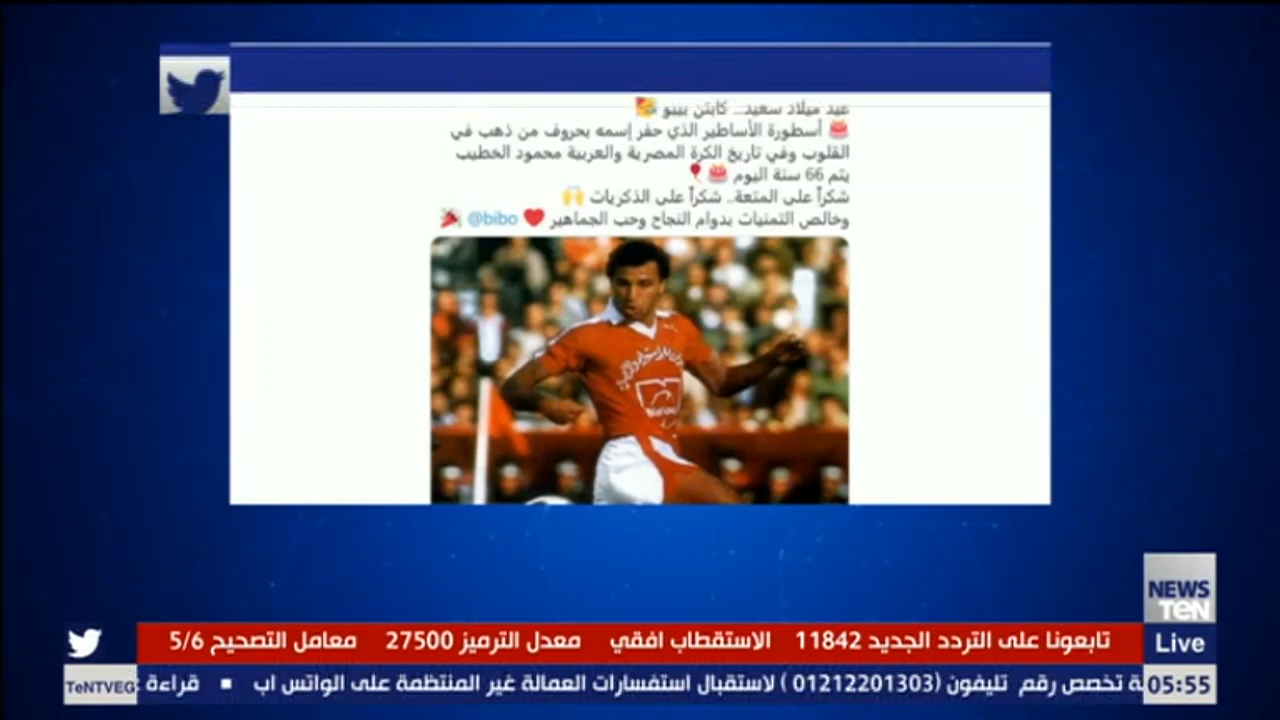 عيد ميلاد سعيد.. كابتن بيبو 🥳
🎂 أسطورة الأساطير الذي حفر إسمه بحروف من ذهب في
القلوب وفي تاريخ الكرة المصرية والعربية محمود الخطيب
يتم 66 سنة اليوم 🎂🎈
شكراً على المتعة.. شكراً على الذكريات 🙌
وخالص التمنيات بدوام النجاح وحب الجماهير ❤️ @bibo 🎉
NEWS
TeN
تابعونا على التردد الجديد 11842 الاستقطاب افقي معدل الترميز 27500 معامل التصحيح 5/6
Live
تخصص رقم تليفون (01212201303 ) لاستقبال استفسارات العمالة غير المنتظمة على الواتس اب ■ قراءة
TeNTVEG
05:55